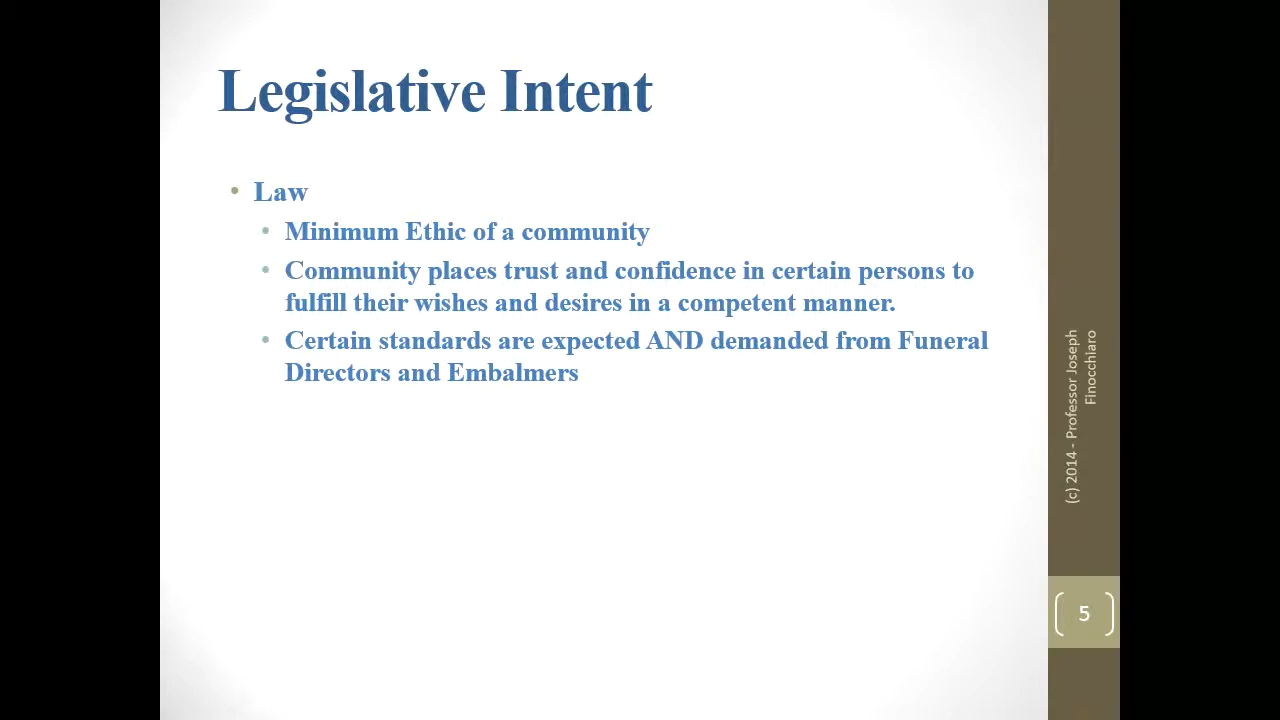 Legislative Intent
• Law
• Minimum Ethic of a community
• Community places trust and confidence in certain persons to
fulfill their wishes and desires in a competent manner.
• Certain standards are expected AND demanded from Funeral
Directors and Embalmers
(c) 2014 - Professor Joseph
Finocchiaro
5